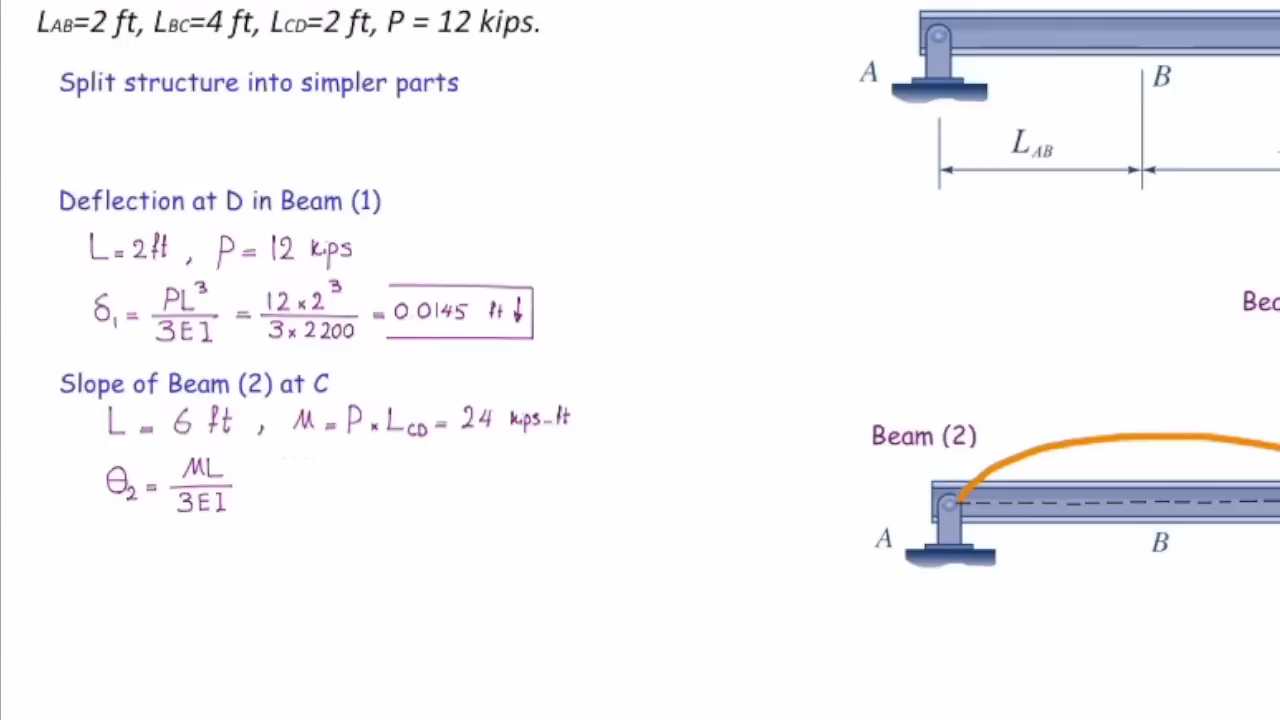 LAB=2 ft, LBC=4 ft, LCD=2 ft, P = 12 kips.
Split structure into simpler parts
A
B
LAB
Deflection at D in Beam (1)
L = 2 ft , P = 12 kips
δ1 = PL³/3EI = 12×2³/3×2200 = 0 0145 ft ↓
Slope of Beam (2) at C
L = 6 ft , M = P × LCD = 24 kips-ft
θ2 = ML/3EI
Beam (2)
A
B